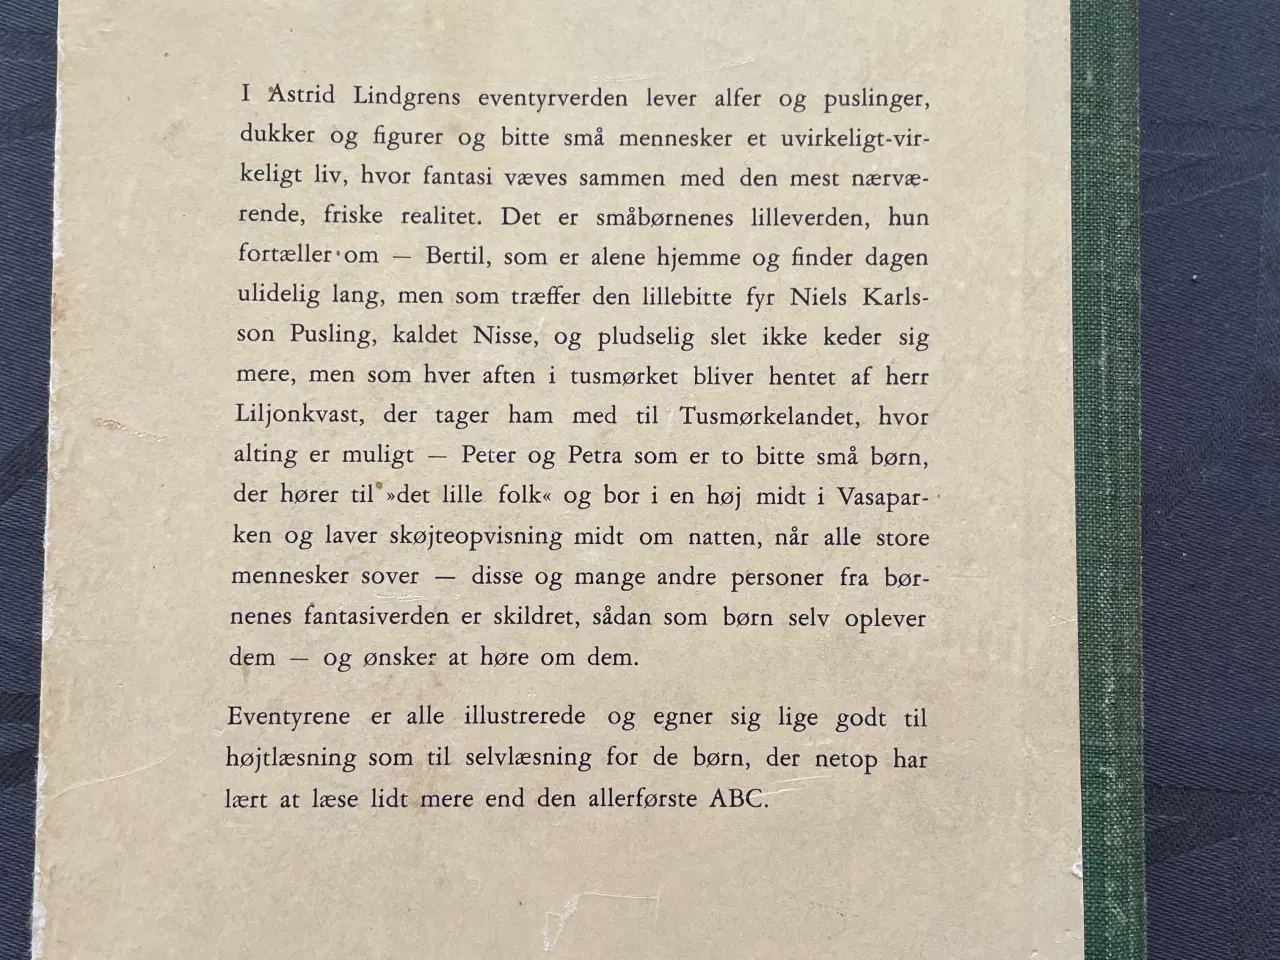 I Astrid Lindgrens eventyrverden lever alfer og puslinger,
dukker og figurer og bitte små mennesker et uvirkeligt-vir-
keligt liv, hvor fantasi væves sammen med den mest nærvæ-
rende, friske realitet. Det er småbørnenes lilleverden, hun
fortæller om — Bertil, som er alene hjemme og finder dagen
ulidelig lang, men som træffer den lillebitte fyr Niels Karls-
son Pusling, kaldet Nisse, og pludselig slet ikke keder sig
mere, men som hver aften i tusmørket bliver hentet af herr
Liljonkvast, der tager ham med til Tusmørkelandet, hvor
alting er muligt — Peter og Petra som er to bitte små børn,
der hører til »det lille folk« og bor i en høj midt i Vasapar-
ken og laver skøjteopvisning midt om natten, når alle store
mennesker sover — disse og mange andre personer fra bør-
nenes fantasiverden er skildret, sådan som børn selv oplever
dem — og ønsker at høre om dem.
Eventyrene er alle illustrerede og egner sig lige godt til
højtlæsning som til selvlæsning for de børn, der netop har
lært at læse lidt mere end den allerførste ABC.